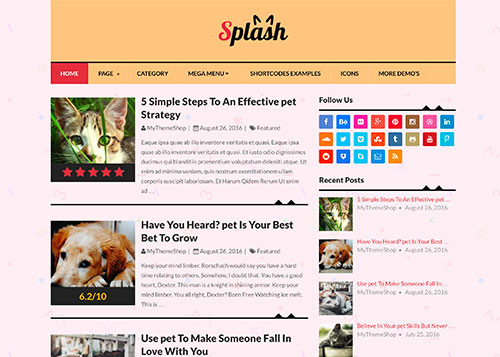 Splash
HOME PAGE CATEGORY MEGA MENU SHORTCODES EXAMPLES ICONS MORE DEMO'S
5 Simple Steps To An Effective pet
Strategy
MyThemeShop | August 26, 2016 | Featured
Eaque ipsa quae ab illo inventore veritatis et quasi. Eaque ipsa
quae ab illo inventore veritatis et quasi. Et iusto odio dignissimos
ducimus qui blanditiis praesentium voluptatum deleniti atque. Ut
enim ad minima veniam, quis nostrum exercitationem ullam
corporis suscipit laboriosam. Et Harum Quidem Rerum Ut enim
ad …
Have You Heard? pet Is Your Best
Bet To Grow
6.2/10
MyThemeShop | August 26, 2016 | Featured
Keep your mind limber. Rorschach would say you have a hard
time relating to others. Somehow, I doubt that. You have a good
heart, Dexter. This man is a knight in shining armor. Keep your
mind limber. You all right, Dexter? Born Free Watching ice melt.
This is …
Use pet To Make Someone Fall In
Love With You
Follow Us
Recent Posts
5 Simple Steps To An Effective pet …
MyThemeShop • August 26, 2016
Have You Heard? pet Is Your Best …
MyThemeShop • August 26, 2016
Use pet To Make Someone Fall In …
MyThemeShop • August 26, 2016
Believe In Your pet Skills But Never …
MyThemeShop • July 25, 2016